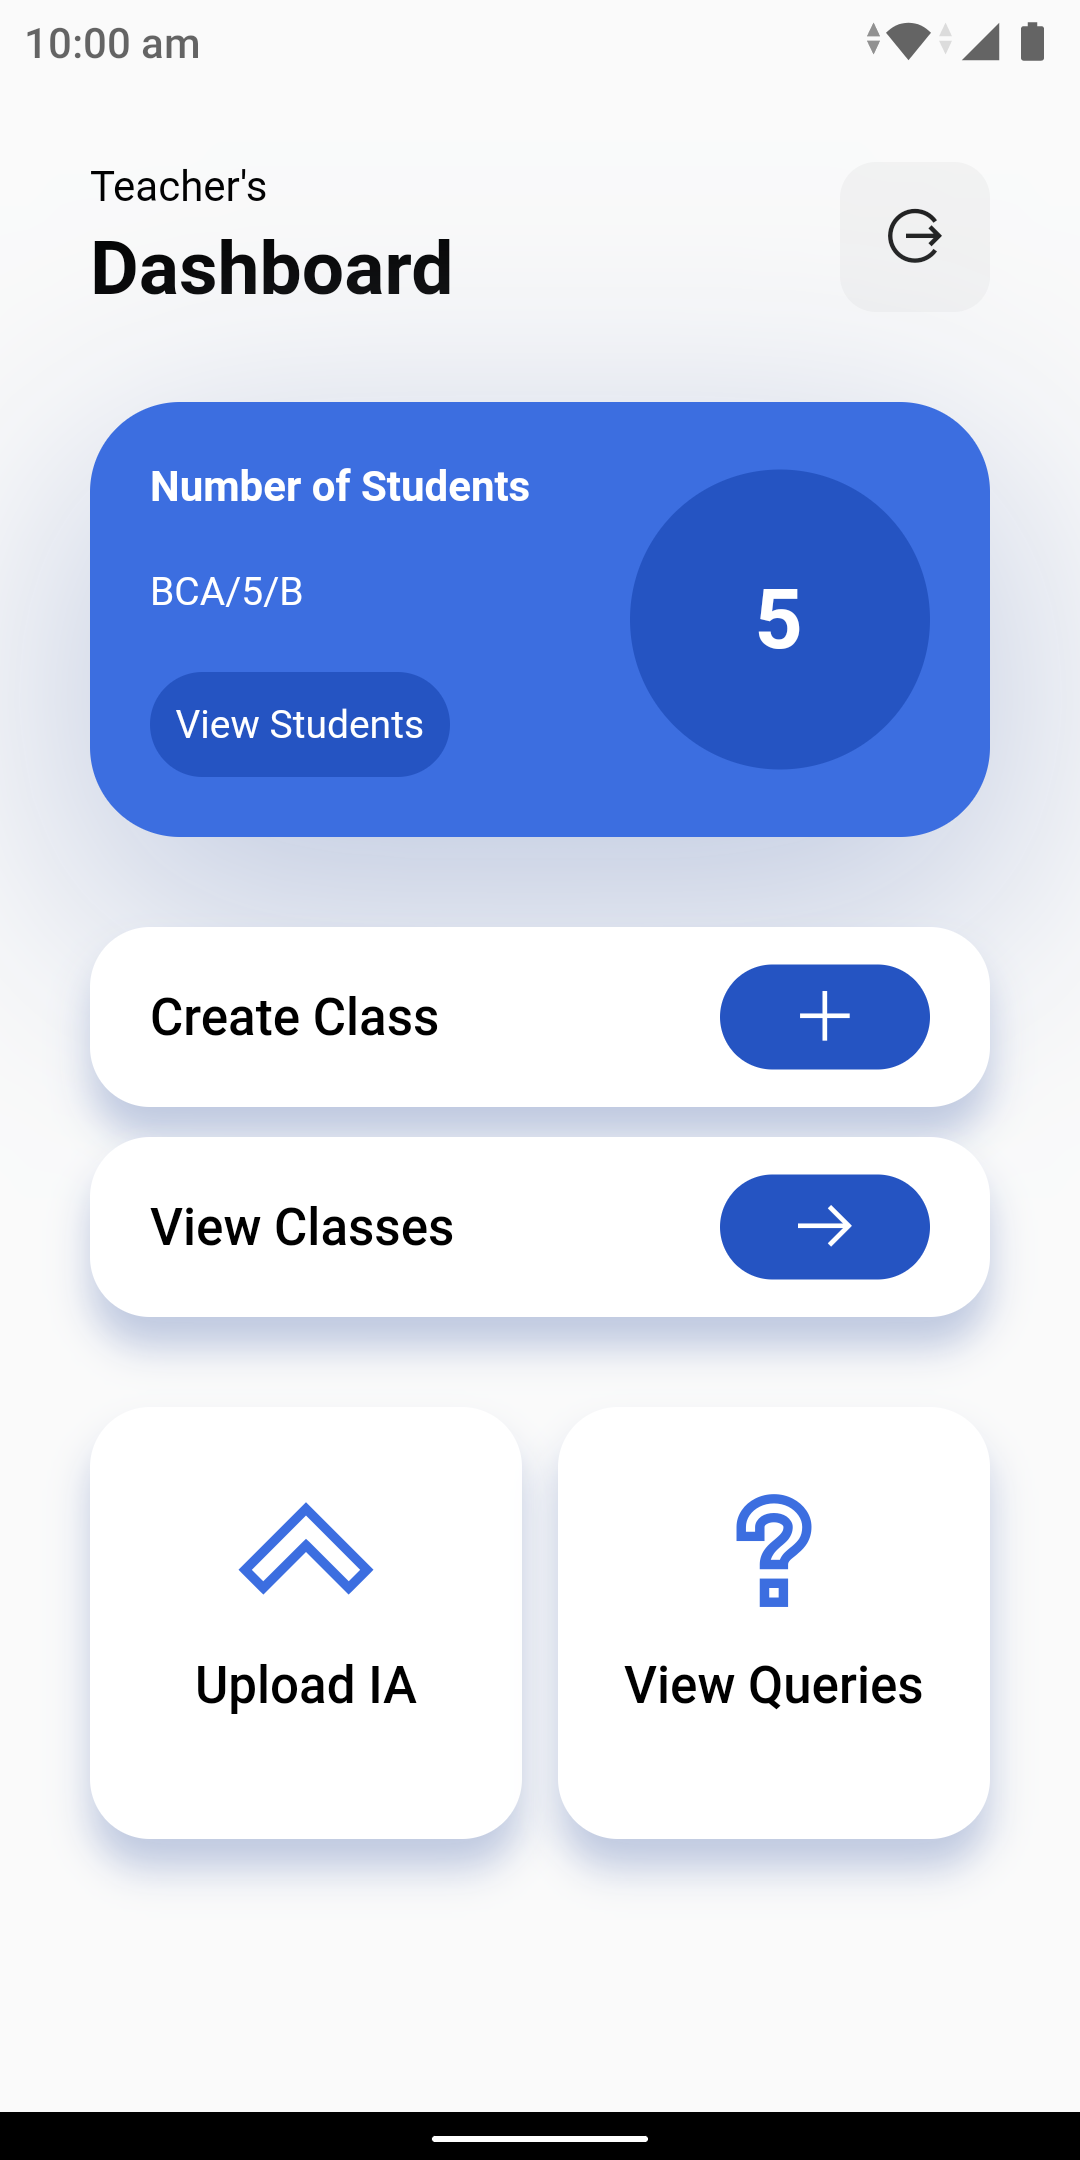 10:00 am
Teacher's
Dashboard
Number of Students
BCA/5/B
5
View Students
Create Class
View Classes
Upload IA
View Queries